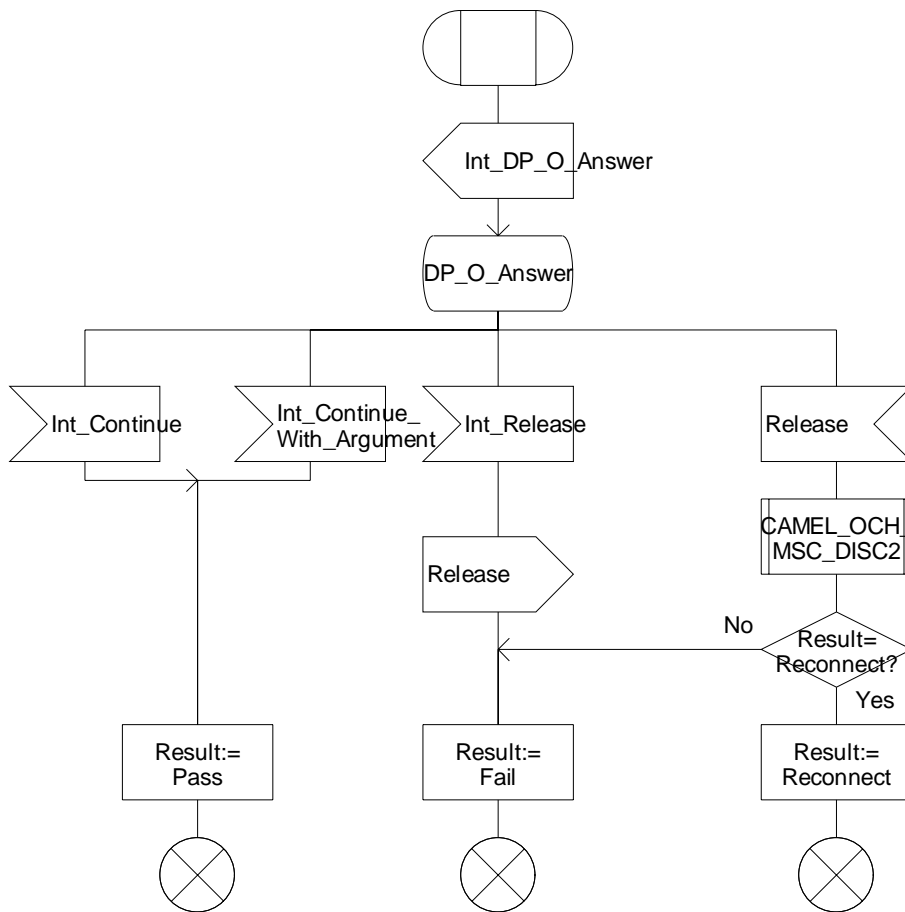 Int_DP_O_Answer
DP_O_Answer
Int_Continue
Int_Continue_
With_Argument
Int_Release
Release
CAMEL_OCH_
MSC_DISC2
Release
No
Result=
Reconnect?
Yes
Result:=
Pass
Result:=
Fail
Result:=
Reconnect